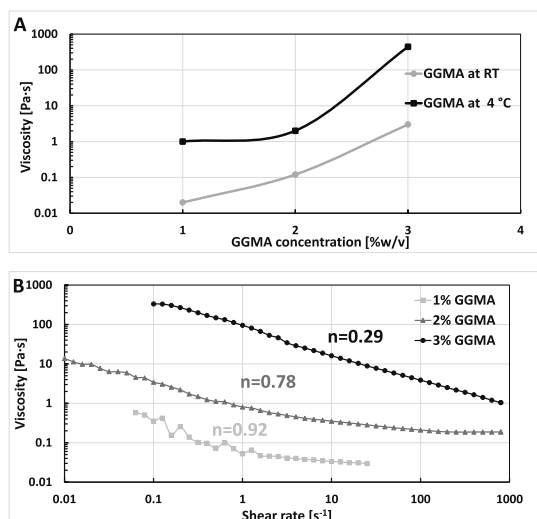 A
1000
100
10
1
0.1
0.01
Viscosity [Pa·s]
GGMA at RT
GGMA at 4 °C
0 1 2 3 4
GGMA concentration [%w/v]
B
1000
100
10
1
0.1
0.01
Viscosity [Pa·s]
1% GGMA
2% GGMA
3% GGMA
n=0.29
n=0.78
n=0.92
0.01 0.1 1 10 100 1000
Shear rate [s⁻¹]